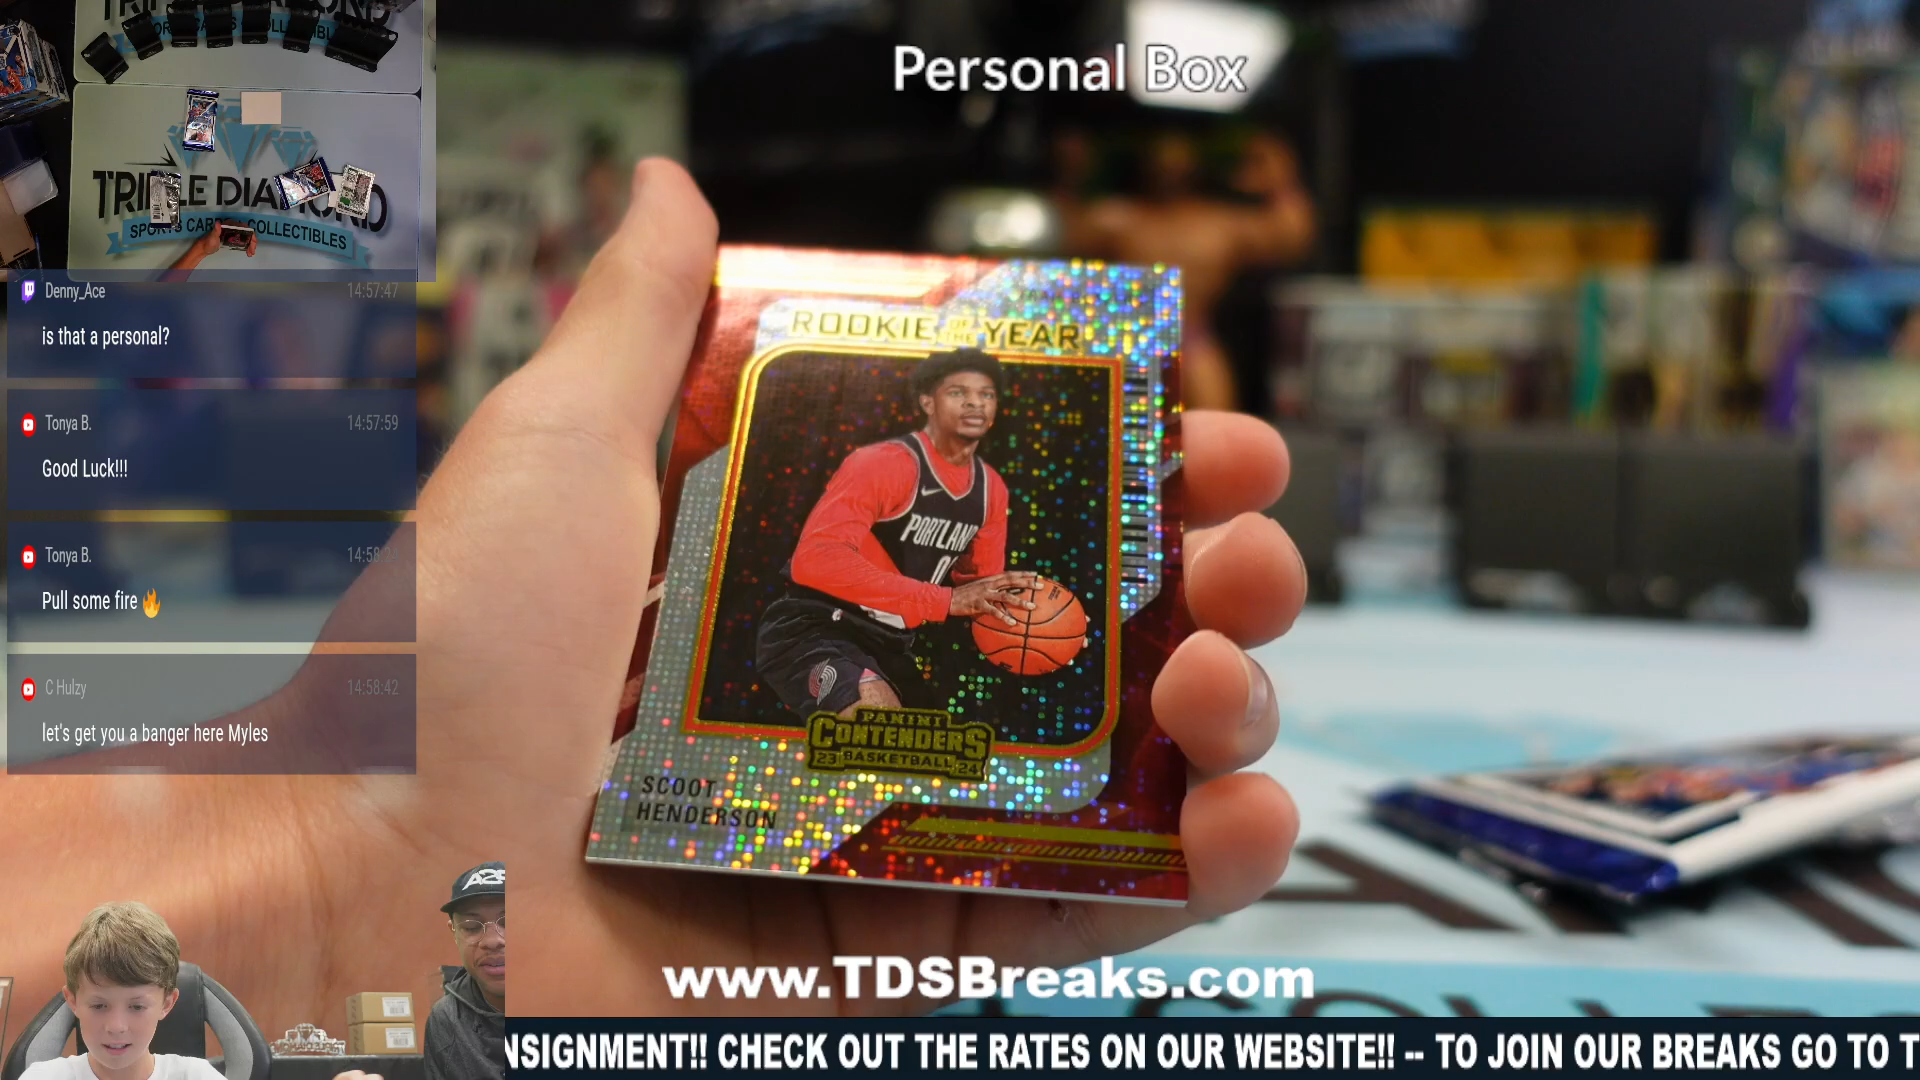 Personal Box
TRIPLE DIAMOND
SPORTS CARDS COLLECTIBLES
Denny_Ace 14:57:47
is that a personal?
Tonya B. 14:57:59
Good Luck!!!
Tonya B. 14:58:
Pull some fire🔥
C Hulzy 14:58:42
let's get you a banger here Myles
ROOKIE OF THE YEAR
PORTLAND
PANINI
CONTENDERS
23 BASKETBALL 24
SCOOT
HENDERSON
www.TDSBreaks.com
NSIGNMENT!! CHECK OUT THE RATES ON OUR WEBSITE!! -- TO JOIN OUR BREAKS GO TO T